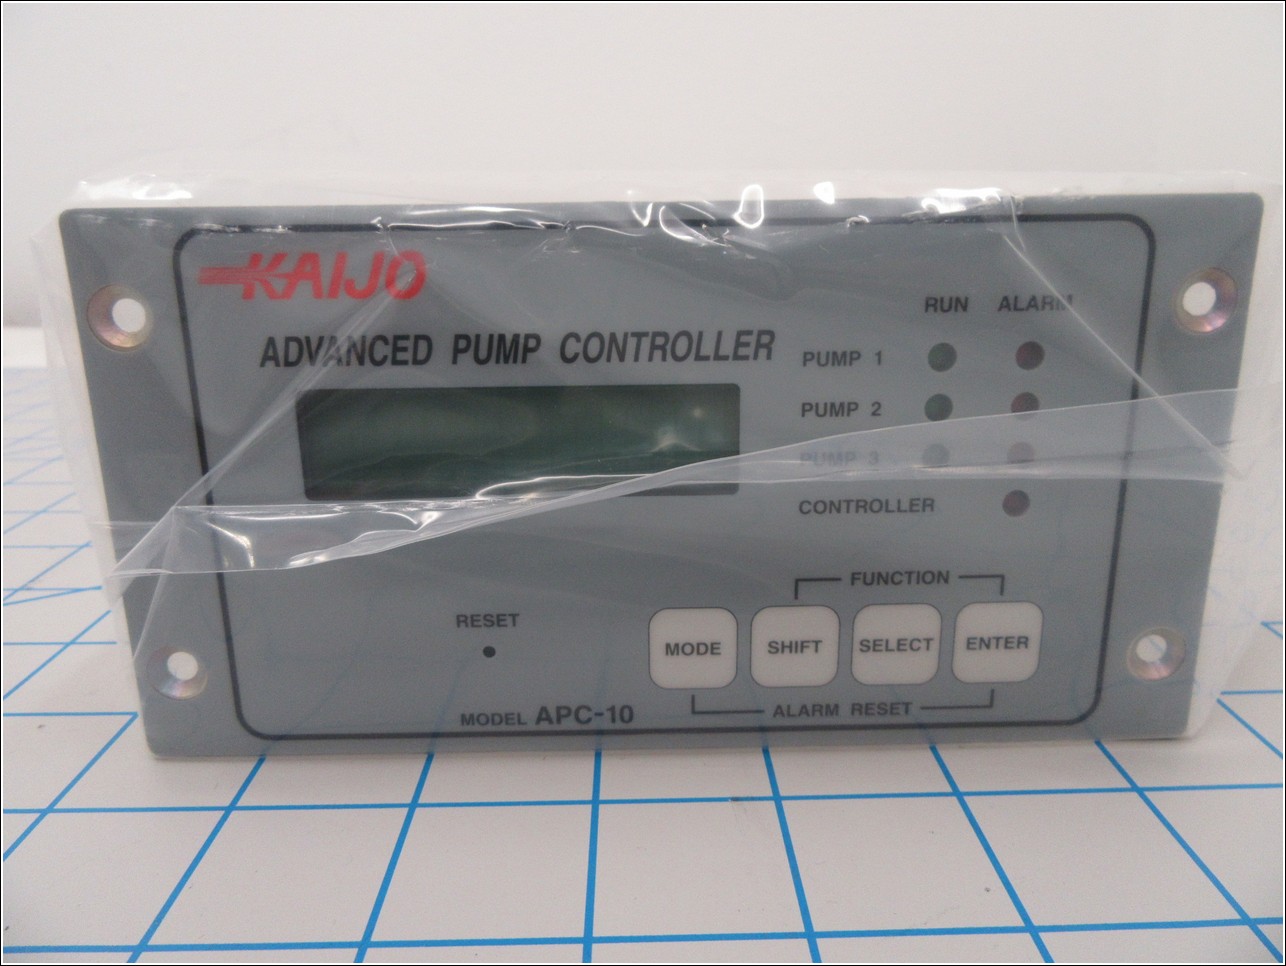 KAIJO
ADVANCED PUMP CONTROLLER
RUN ALARM
PUMP 1
PUMP 2
PUMP 3
CONTROLLER
FUNCTION
RESET
MODE SHIFT SELECT ENTER
ALARM RESET
MODEL APC-10